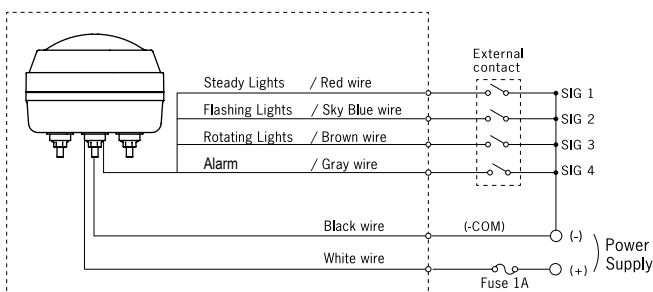 External
contact
Steady Lights / Red wire
SIG 1
Flashing Lights / Sky Blue wire
SIG 2
Rotating Lights / Brown wire
SIG 3
Alarm / Gray wire
SIG 4
Black wire
(-COM)
(-)
Power
Supply
White wire
Fuse 1A
(+)